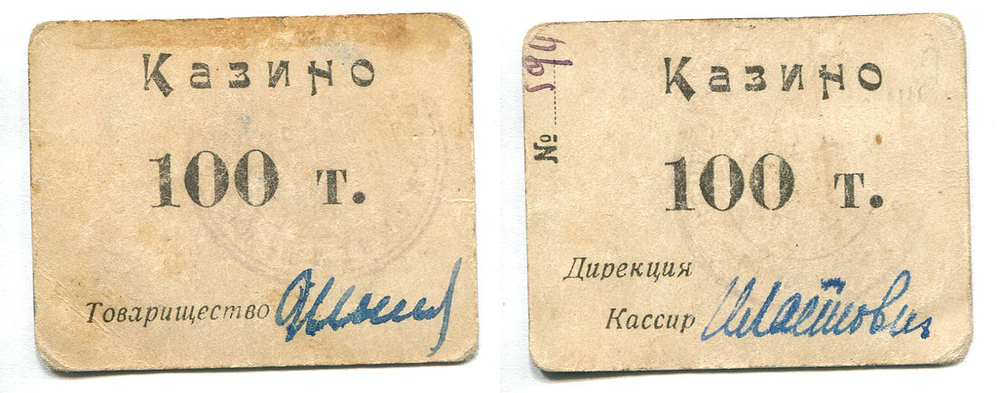 Казино
100 т.
Товарищество
№ 594
Казино
100 т.
Дирекция
Кассир